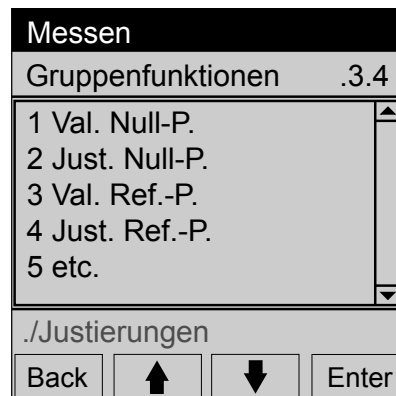 Messen
Gruppenfunktionen .3.4
1 Val. Null-P.
2 Just. Null-P.
3 Val. Ref.-P.
4 Just. Ref.-P.
5 etc.
./Justierungen
Back Enter